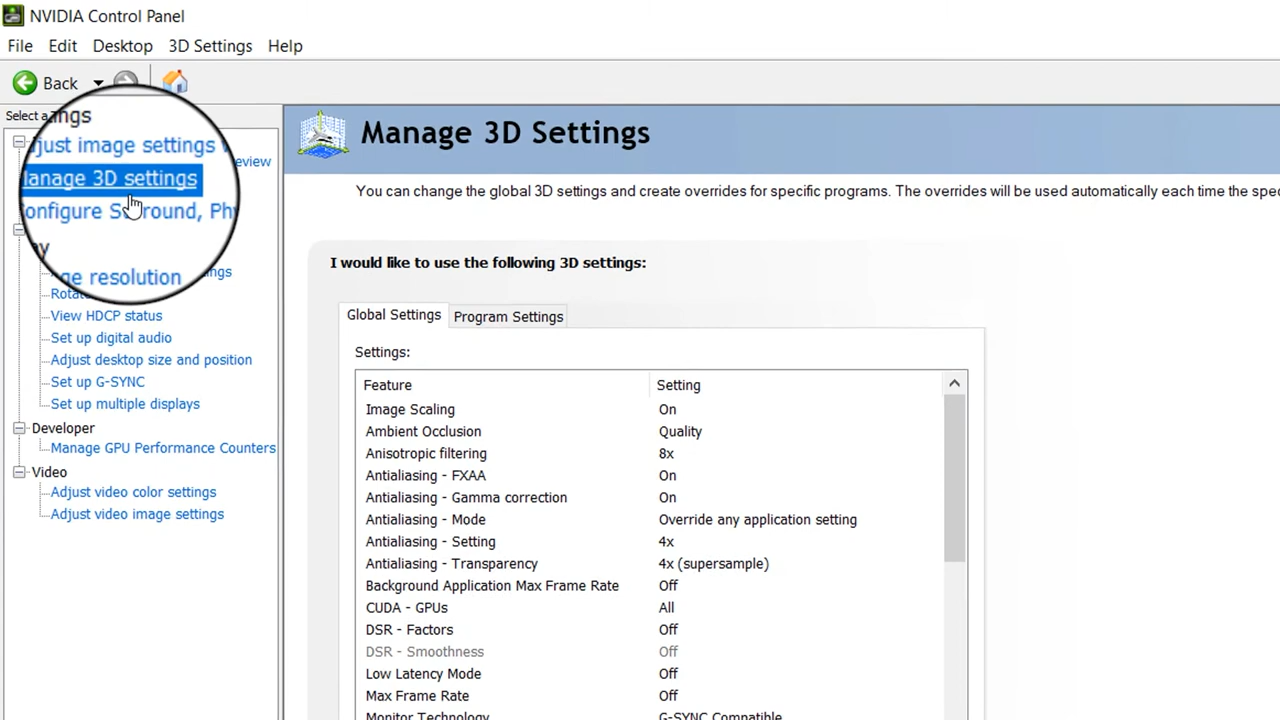 NVIDIA Control Panel
File Edit Desktop 3D Settings Help
Back
Select a
ings
just image settings
eview
anage 3D settings
onfigure S round, Ph
ay
ge resolution
ngs
Rotat
View HDCP status
Set up digital audio
Adjust desktop size and position
Set up G-SYNC
Set up multiple displays
Developer
Manage GPU Performance Counters
Video
Adjust video color settings
Adjust video image settings
Manage 3D Settings
You can change the global 3D settings and create overrides for specific programs. The overrides will be used automatically each time the spec
I would like to use the following 3D settings:
Global Settings Program Settings
Settings:
Feature Setting
Image Scaling On
Ambient Occlusion Quality
Anisotropic filtering 8x
Antialiasing - FXAA On
Antialiasing - Gamma correction On
Antialiasing - Mode Override any application setting
Antialiasing - Setting 4x
Antialiasing - Transparency 4x (supersample)
Background Application Max Frame Rate Off
CUDA - GPUs All
DSR - Factors Off
DSR - Smoothness Off
Low Latency Mode Off
Max Frame Rate Off
Monitor Technology G-SYNC Compatible